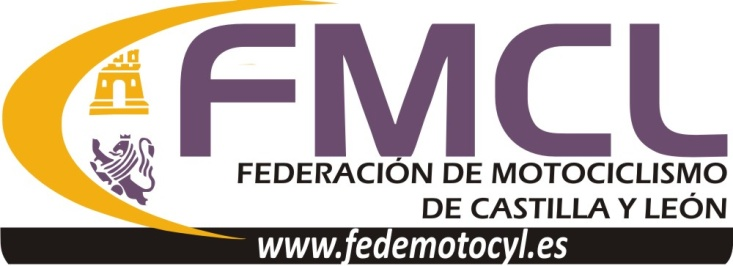 FMCL
FEDERACIÓN DE MOTOCICLISMO
DE CASTILLA Y LEÓN
www.fedemotocyl.es